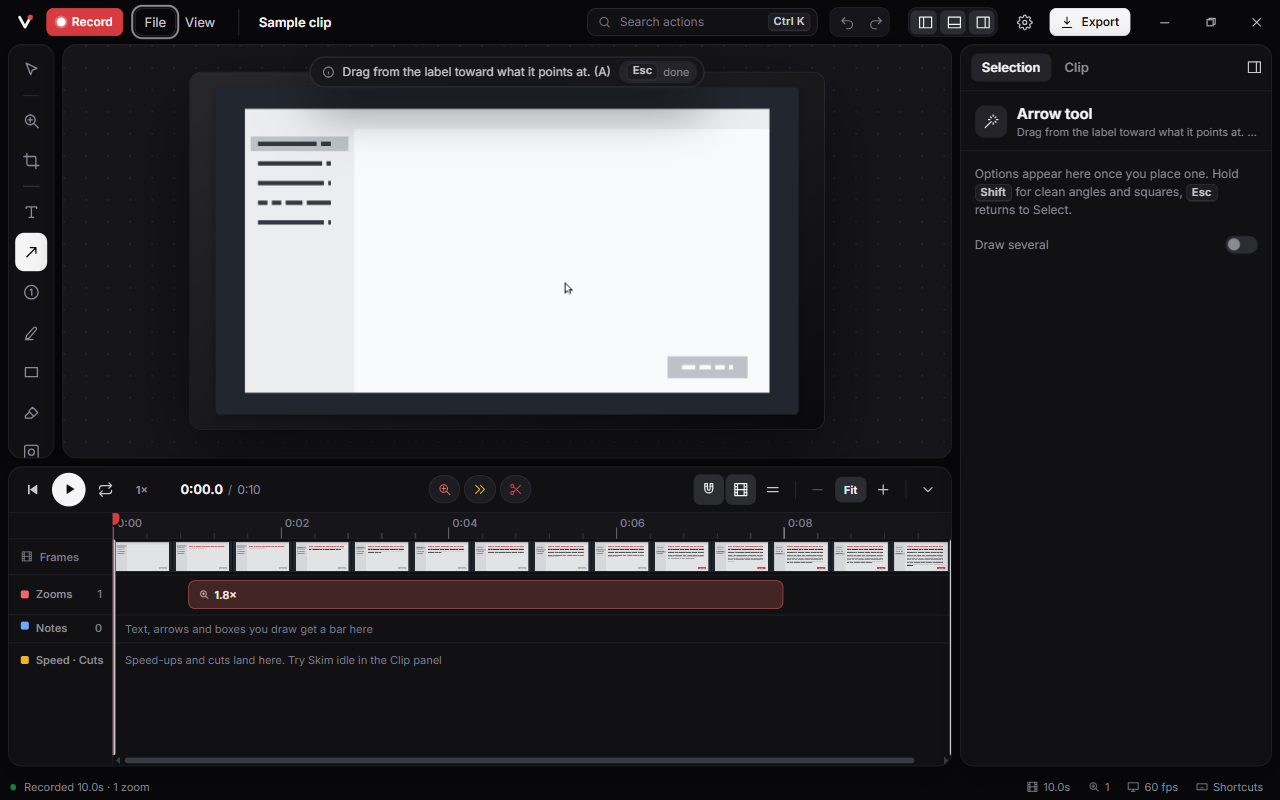 Record
File
View
Sample clip
Search actions
Ctrl K
Export
Drag from the label toward what it points at. (A)
Esc
done
Selection
Clip
Arrow tool
Drag from the label toward what it points at. ...
Options appear here once you place one. Hold
Shift for clean angles and squares, Esc
returns to Select.
Draw several
1×
0:00.0 / 0:10
Fit
0:00
0:02
0:04
0:06
0:08
Frames
Zooms 1
1.8×
Notes 0
Text, arrows and boxes you draw get a bar here
Speed · Cuts
Speed-ups and cuts land here. Try Skim idle in the Clip panel
Recorded 10.0s · 1 zoom
10.0s
1
60 fps
Shortcuts